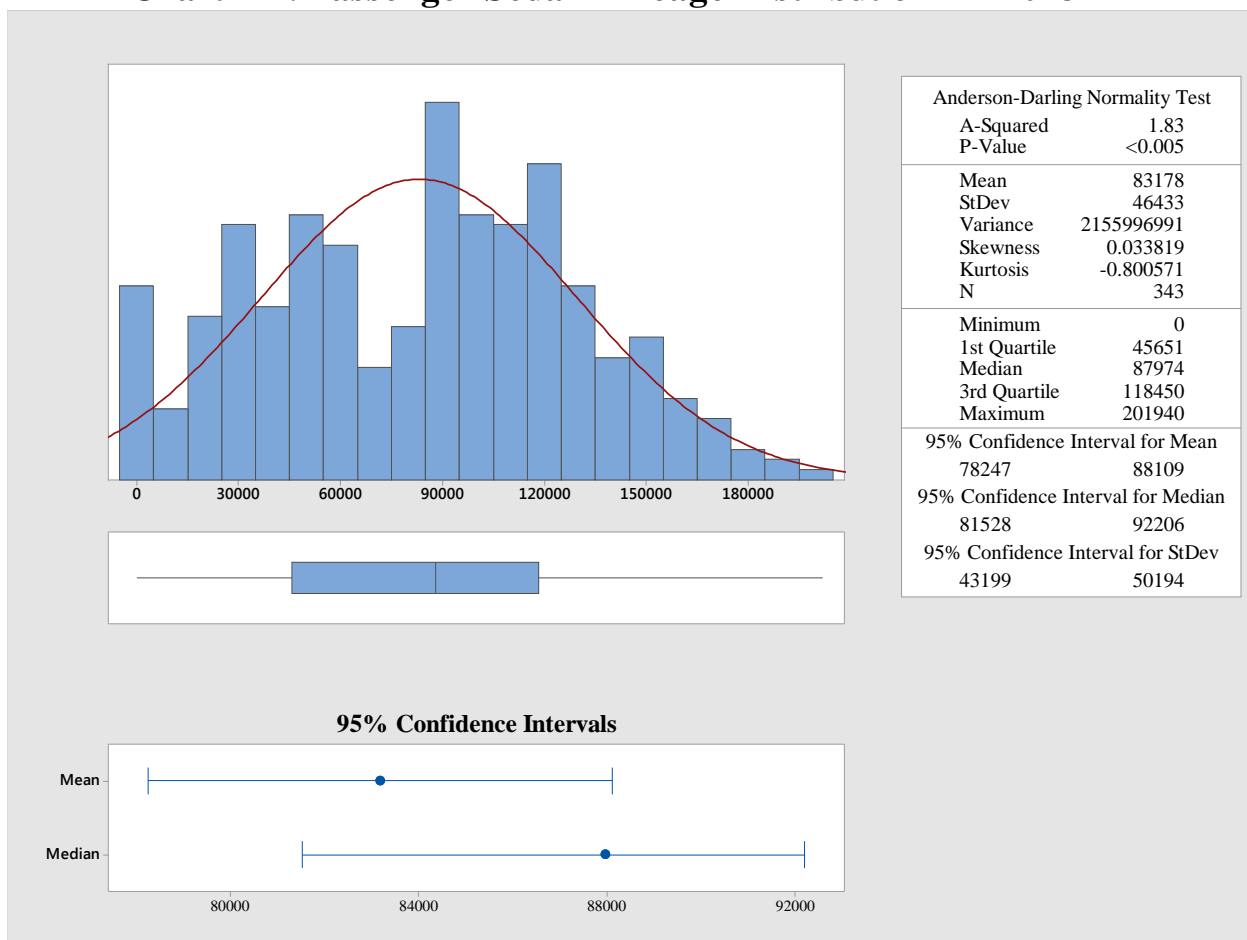 0 30000 60000 90000 120000 150000 180000
95% Confidence Intervals
Mean
Median
80000 84000 88000 92000
Anderson-Darling Normality Test
A-Squared 1.83
P-Value <0.005
Mean 83178
StDev 46433
Variance 2155996991
Skewness 0.033819
Kurtosis -0.800571
N 343
Minimum 0
1st Quartile 45651
Median 87974
3rd Quartile 118450
Maximum 201940
95% Confidence Interval for Mean
78247 88109
95% Confidence Interval for Median
81528 92206
95% Confidence Interval for StDev
43199 50194